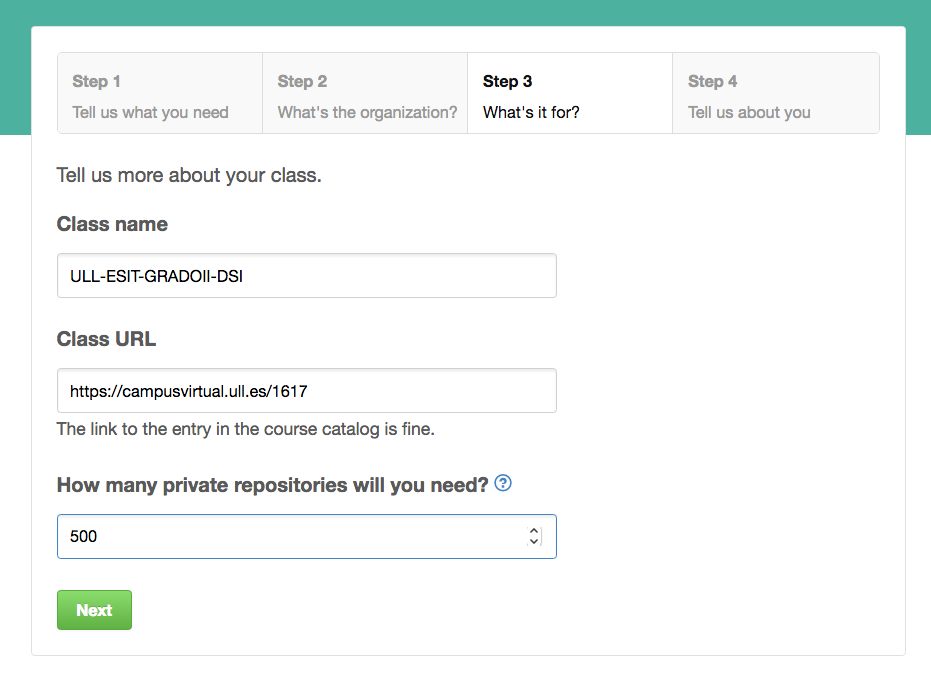 Step 1
Tell us what you need
Step 2
What's the organization?
Step 3
What's it for?
Step 4
Tell us about you
Tell us more about your class.
Class name
ULL-ESIT-GRADOII-DSI
Class URL
https://campusvirtual.ull.es/1617
The link to the entry in the course catalog is fine.
How many private repositories will you need? ?
500
Next